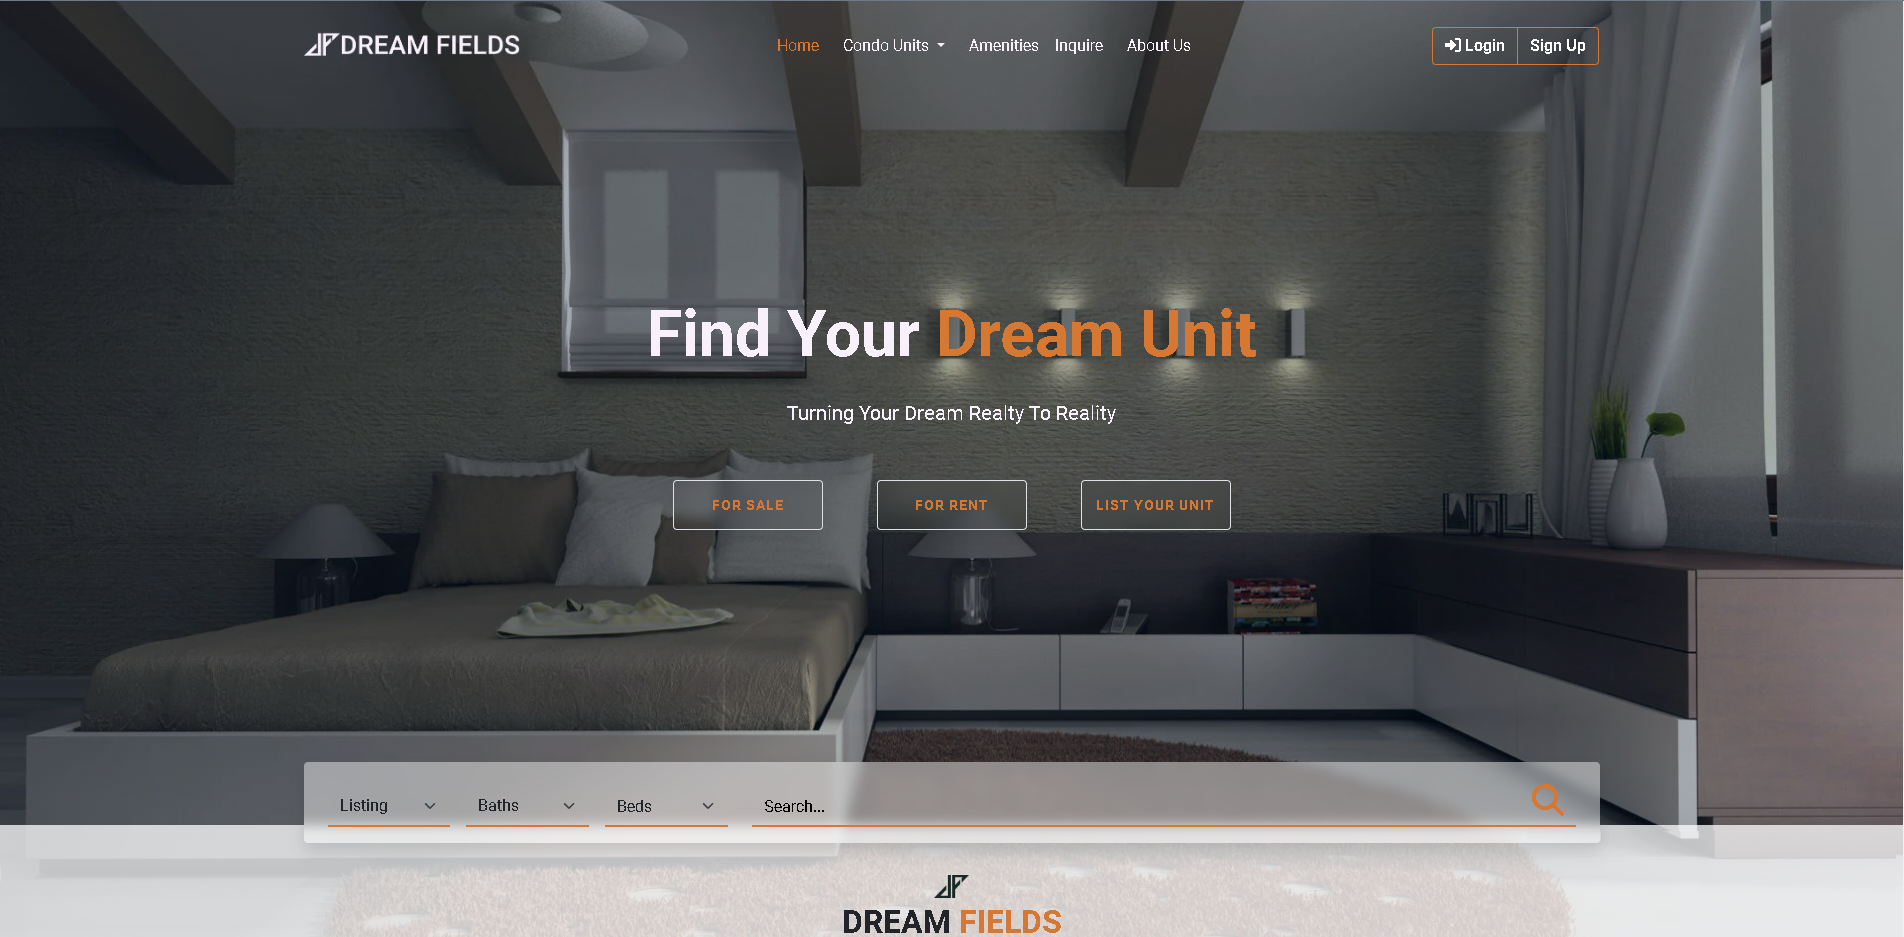 DREAM FIELDS
Home
Condo Units
Amenities
Inquire
About Us
Login
Sign Up
Find Your Dream Unit
Turning Your Dream Realty To Reality
FOR SALE
FOR RENT
LIST YOUR UNIT
Listing
Baths
Beds
Search...
DREAM FIELDS